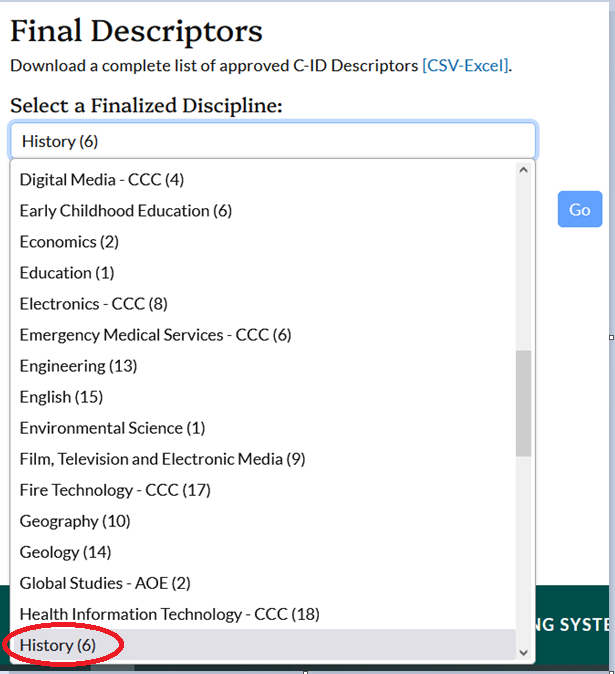 Final Descriptors
Download a complete list of approved C-ID Descriptors [CSV-Excel].
Select a Finalized Discipline:
History (6)
Digital Media - CCC (4)
Early Childhood Education (6)
Economics (2)
Go
Education (1)
Electronics - CCC (8)
Emergency Medical Services - CCC (6)
Engineering (13)
English (15)
Environmental Science (1)
Film, Television and Electronic Media (9)
Fire Technology - CCC (17)
Geography (10)
Geology (14)
Global Studies - AOE (2)
Health Information Technology - CCC (18)
NG SYSTE
History (6)